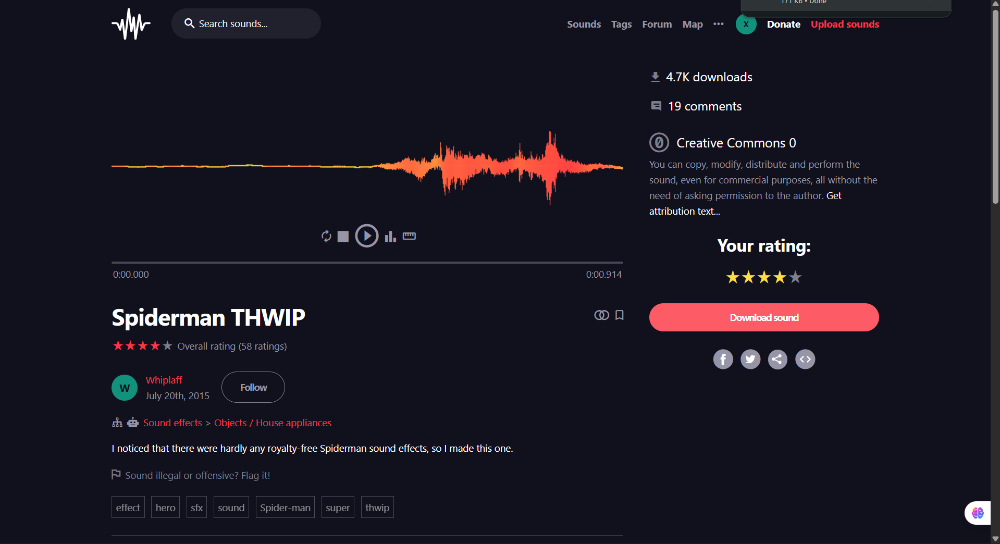 171 KB • Done
Search sounds...
Sounds Tags Forum Map ••• X Donate Upload sounds
4.7K downloads
19 comments
0 Creative Commons 0
You can copy, modify, distribute and perform the
sound, even for commercial purposes, all without the
need of asking permission to the author. Get
attribution text...
Your rating:
Download sound
0:00.000
0:00.914
Spiderman THWIP
Overall rating (58 ratings)
W
Whiplaff
July 20th, 2015
Follow
Sound effects > Objects / House appliances
I noticed that there were hardly any royalty-free Spiderman sound effects, so I made this one.
Sound illegal or offensive? Flag it!
effect hero sfx sound Spider-man super thwip